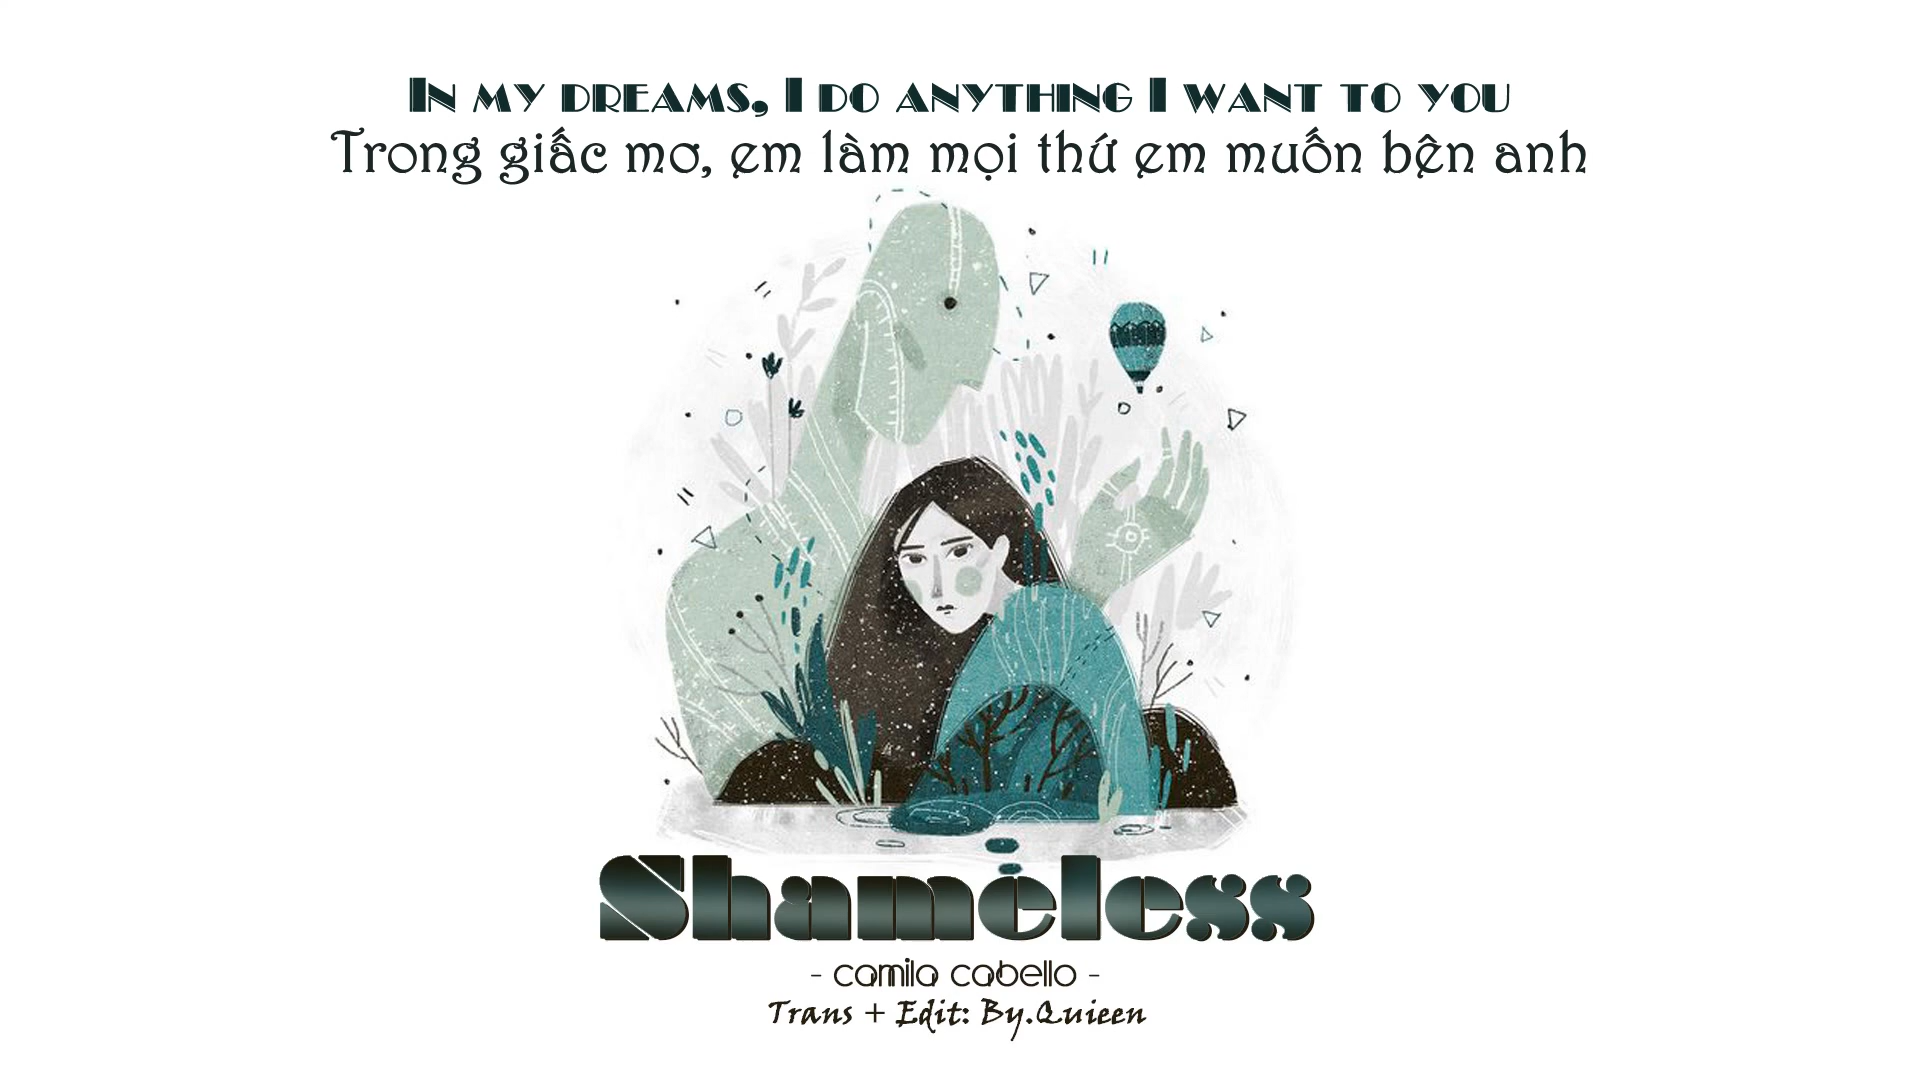 In my dreams, I do anything I want to you
Trong giấc mơ, em làm mọi thứ em muốn bên anh
Shameless
- camila cabello -
Trans + Edit: By.Quieen